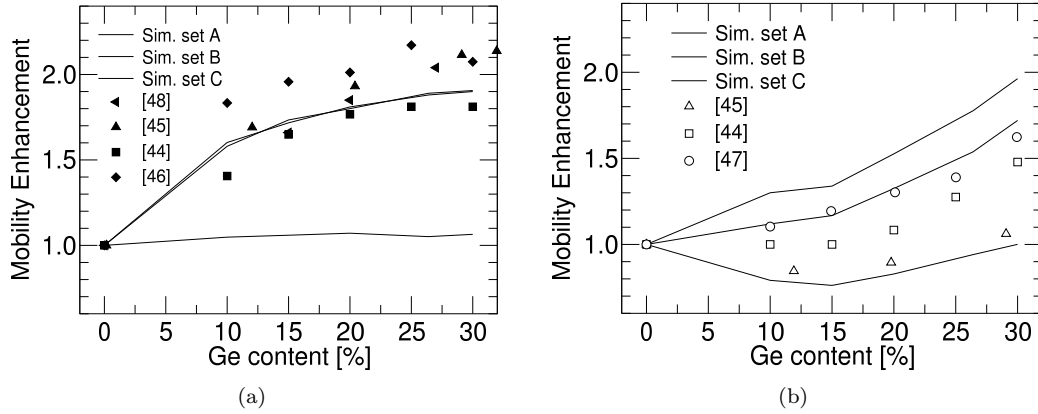 Mobility Enhancement
2.0
1.5
1.0
Sim. set A
Sim. set B
Sim. set C
[48]
[45]
[44]
[46]
0 5 10 15 20 25 30
Ge content [%]
(a)
Mobility Enhancement
2.0
1.5
1.0
Sim. set A
Sim. set B
Sim. set C
[45]
[44]
[47]
0 5 10 15 20 25 30
Ge content [%]
(b)